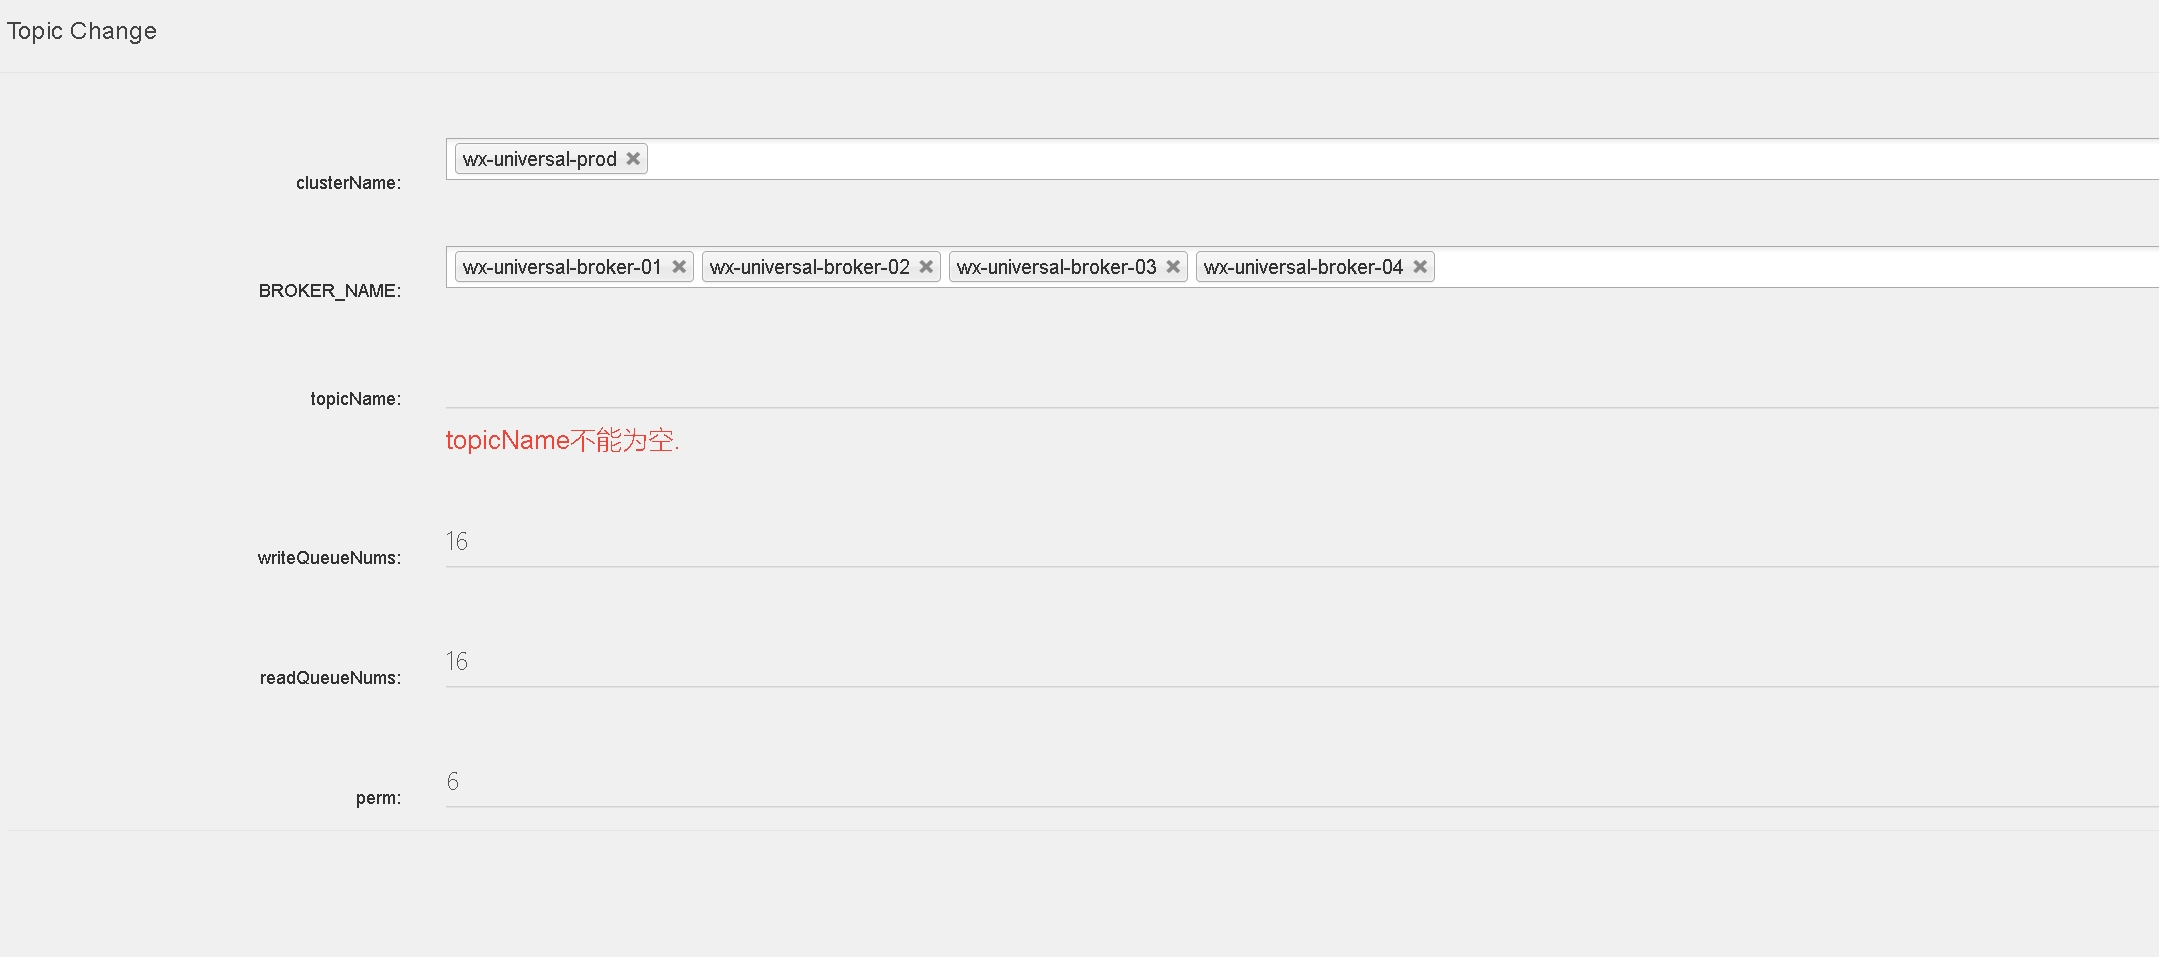 Topic Change
clusterName:
wx-universal-prod
BROKER_NAME:
wx-universal-broker-01 wx-universal-broker-02 wx-universal-broker-03 wx-universal-broker-04
topicName:
topicName不能为空.
writeQueueNums:
16
readQueueNums:
16
perm:
6